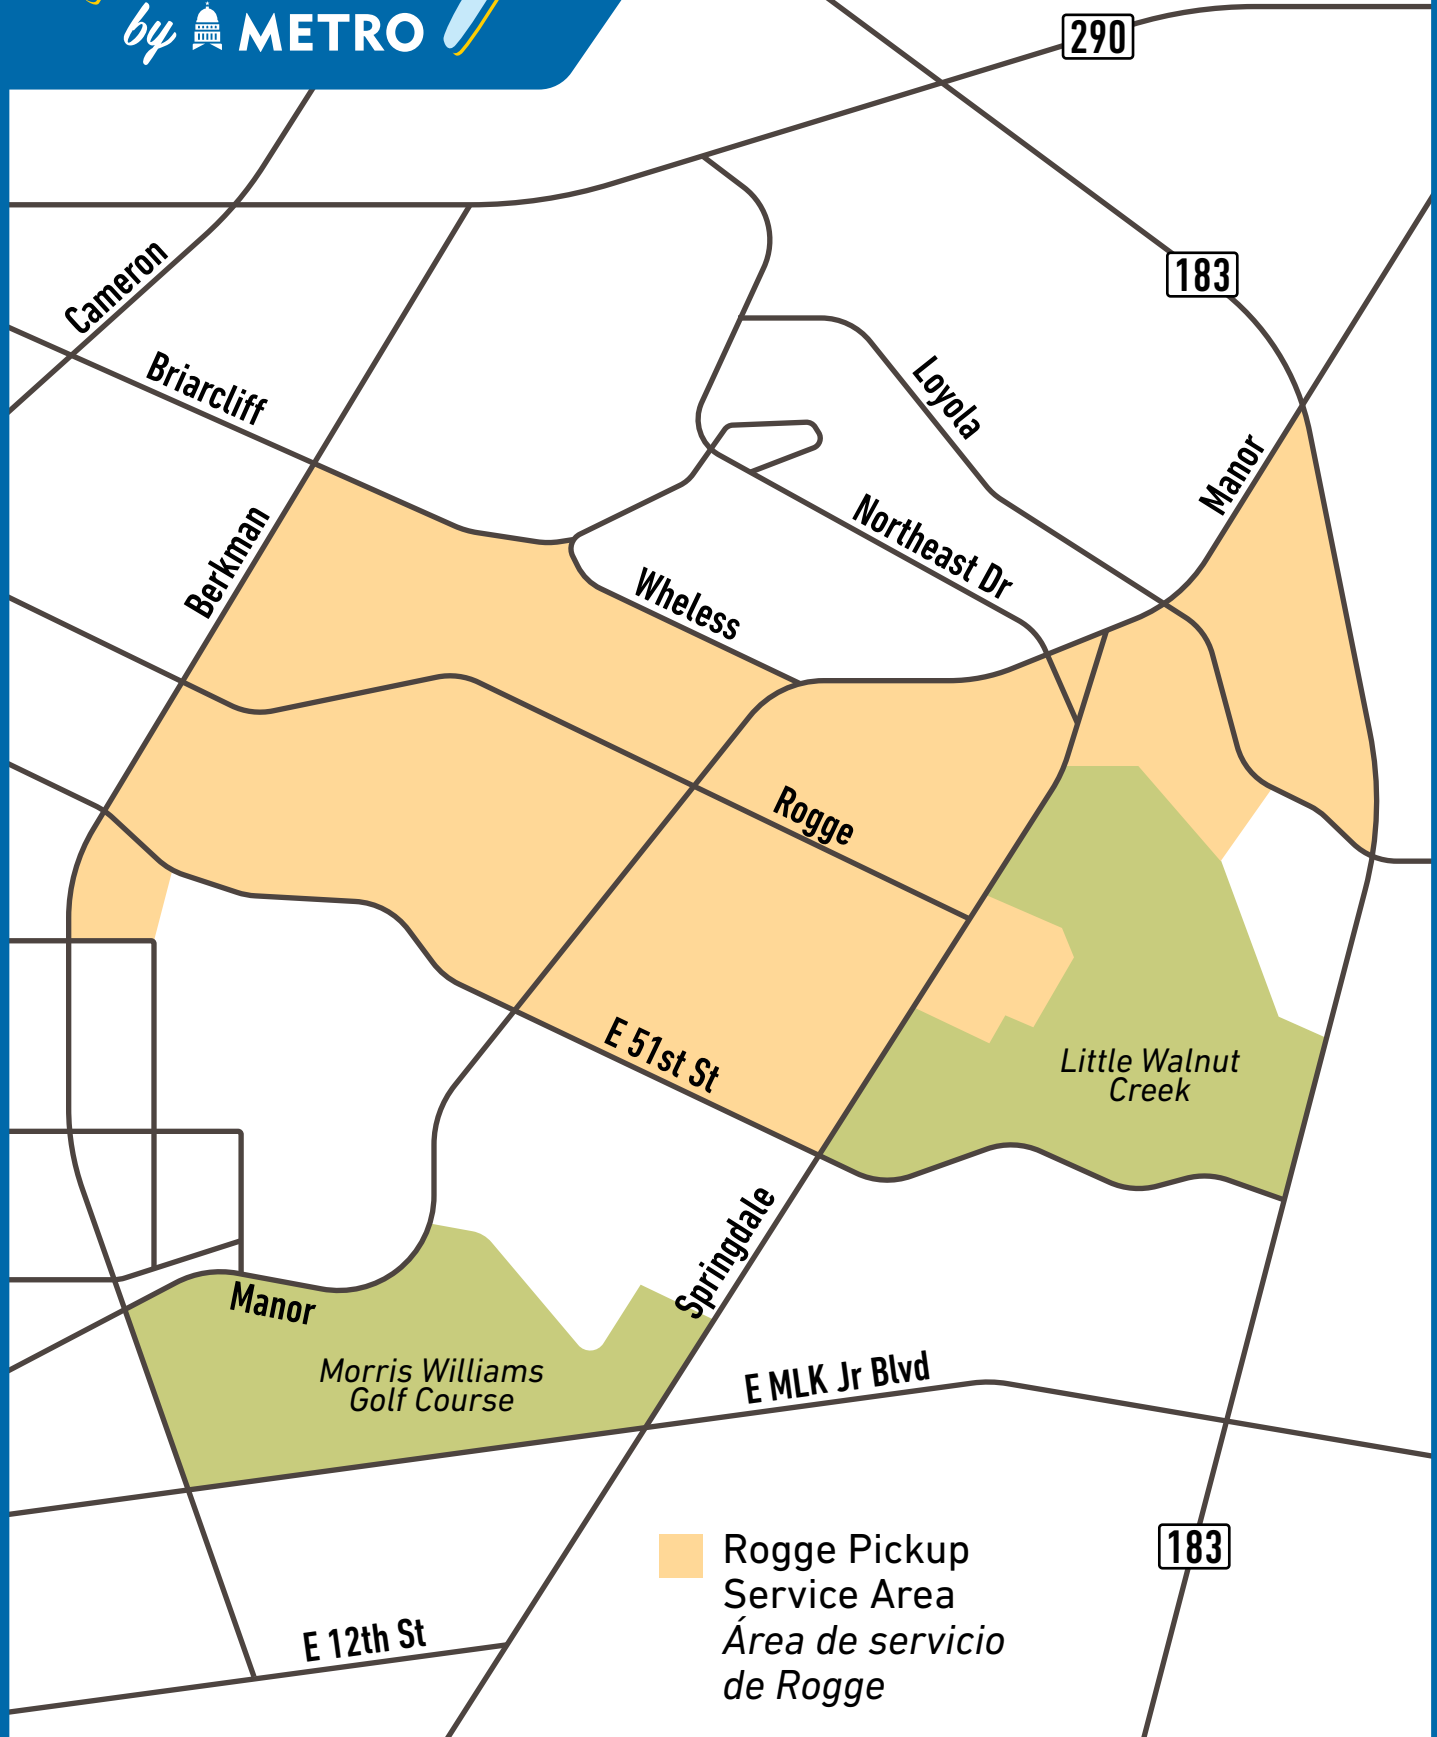 by METRO
290
183
Cameron
Briarcliff
Loyola
Manor
Northeast Dr
Berkman
Wheless
Rogge
E 51st St
Little Walnut
Creek
Springdale
Manor
Morris Williams
Golf Course
E MLK Jr Blvd
183
Rogge Pickup
Service Area
Área de servicio
de Rogge
E 12th St